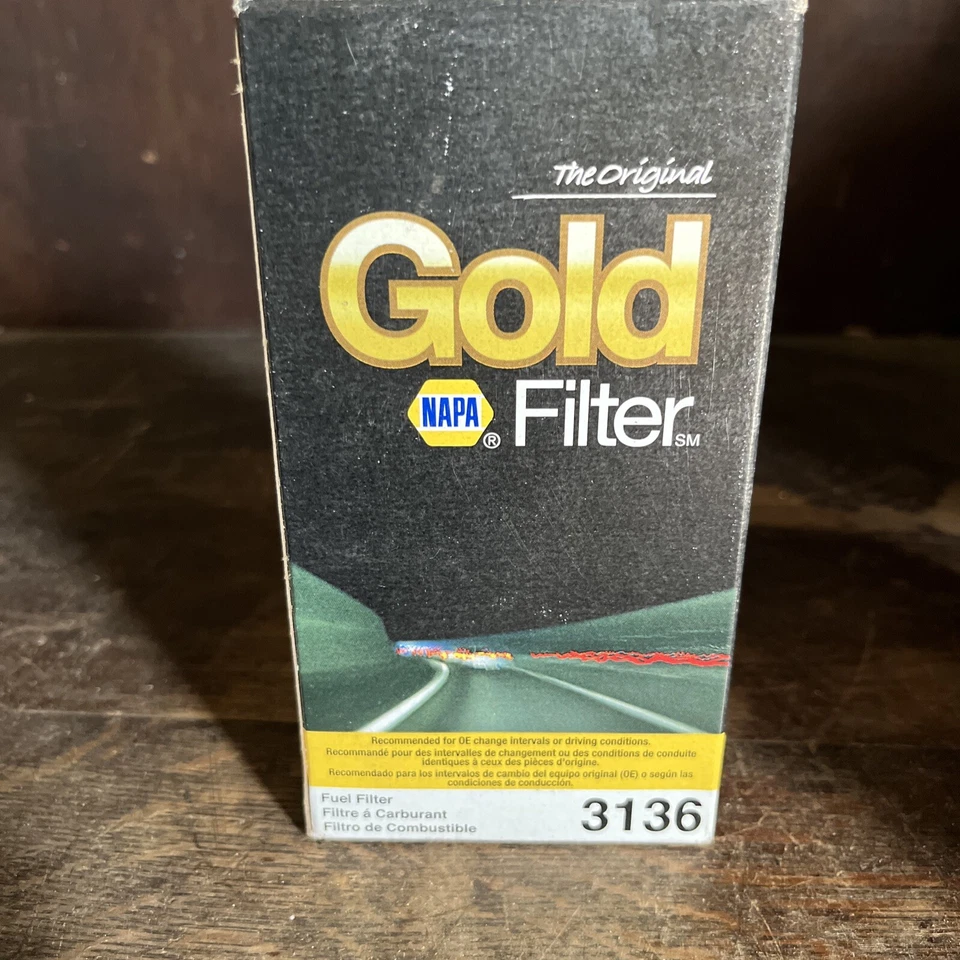 The Original
Gold
NAPA ® Filter SM
Recommended for OE change intervals or driving conditions.
Recommandé pour des intervalles de changement ou des conditions de conduite
identiques à ceux des pièces d'origine.
Recomendado para los intervalos de cambio del equipo original (OE) o según las
condiciones de conducción.
Fuel Filter
Filtre á Carburant
Filtro de Combustible
3136